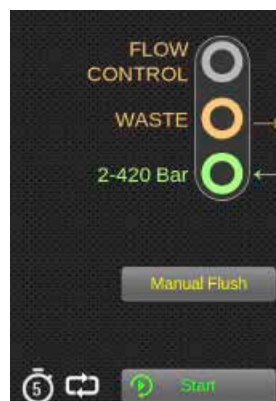 FLOW
CONTROL
WASTE
2-420 Bar
Manual Flush
5
Start